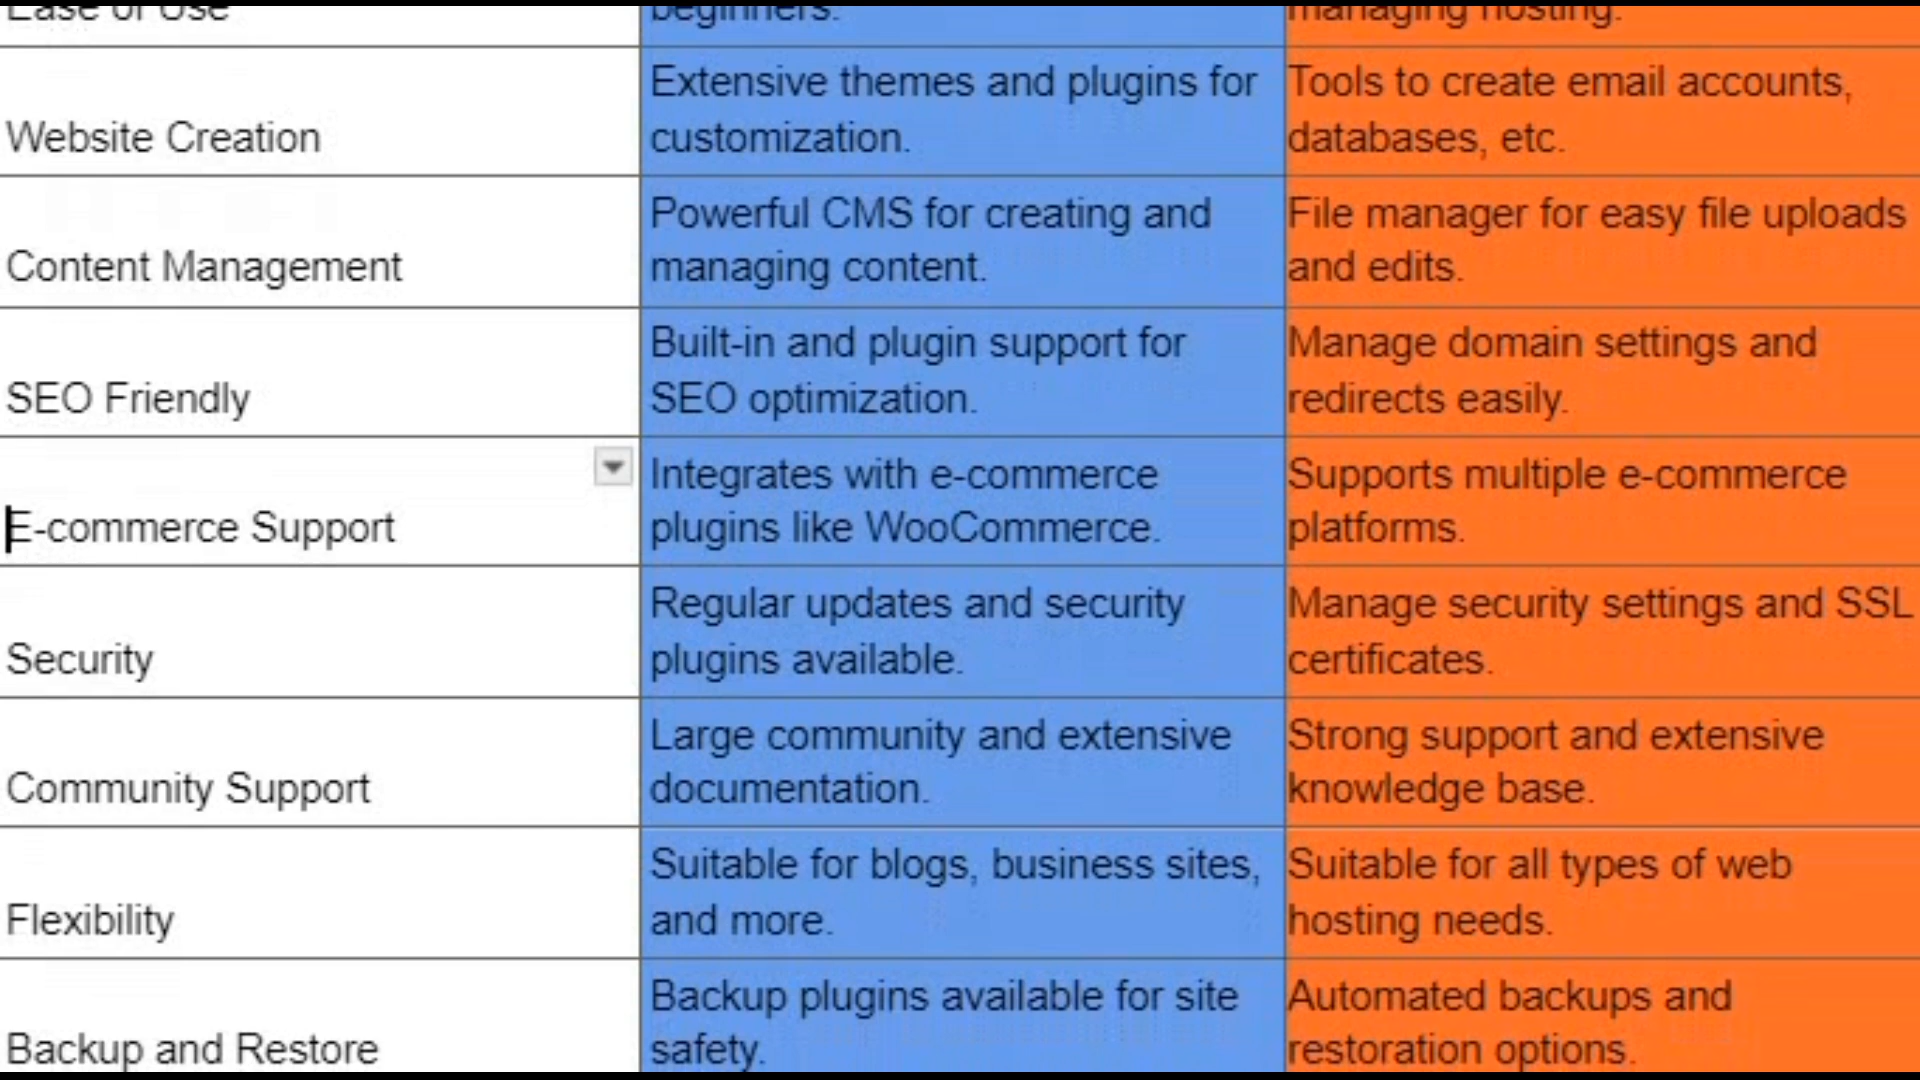 Ease of Use
beginners.
managing hosting.
Extensive themes and plugins for
customization.
Tools to create email accounts,
databases, etc.
Website Creation
Powerful CMS for creating and
managing content.
File manager for easy file uploads
and edits.
Content Management
Built-in and plugin support for
SEO optimization.
Manage domain settings and
redirects easily.
SEO Friendly
Integrates with e-commerce
plugins like WooCommerce.
Supports multiple e-commerce
platforms.
E-commerce Support
Regular updates and security
plugins available.
Manage security settings and SSL
certificates.
Security
Large community and extensive
documentation.
Strong support and extensive
knowledge base.
Community Support
Suitable for blogs, business sites,
and more.
Suitable for all types of web
hosting needs.
Flexibility
Backup plugins available for site
safety.
Automated backups and
restoration options.
Backup and Restore